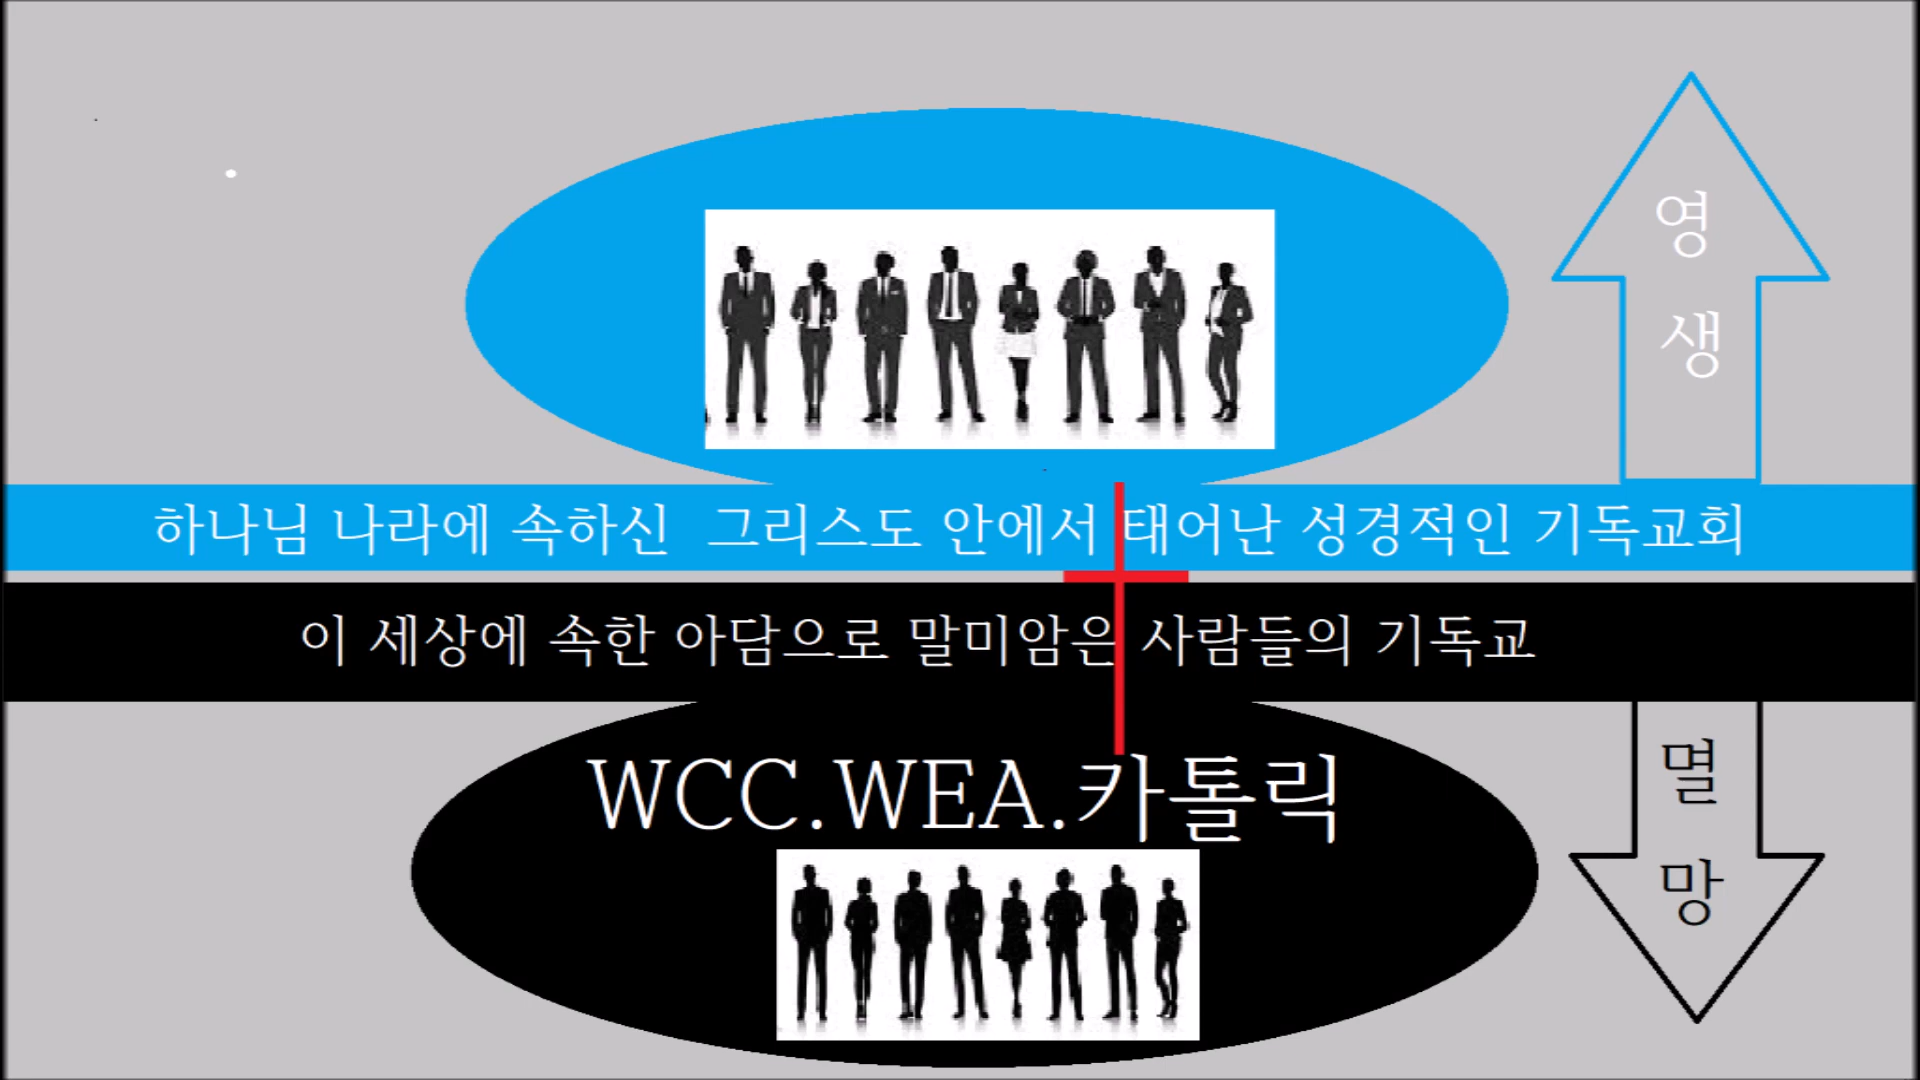 영
생
하나님 나라에 속하신 그리스도 안에서 태어난 성경적인 기독교회
이 세상에 속한 아담으로 말미암은 사람들의 기독교
WCC.WEA.카톨릭
멸
망